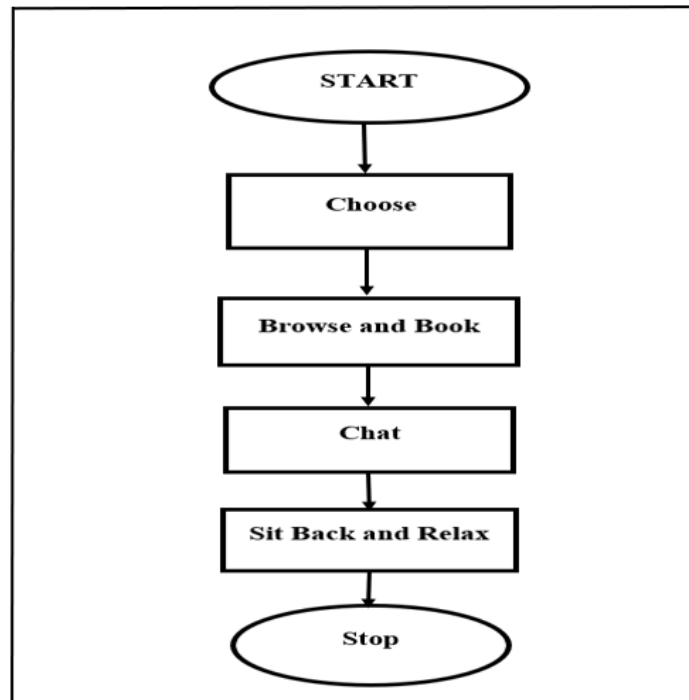 START
Choose
Browse and Book
Chat
Sit Back and Relax
Stop